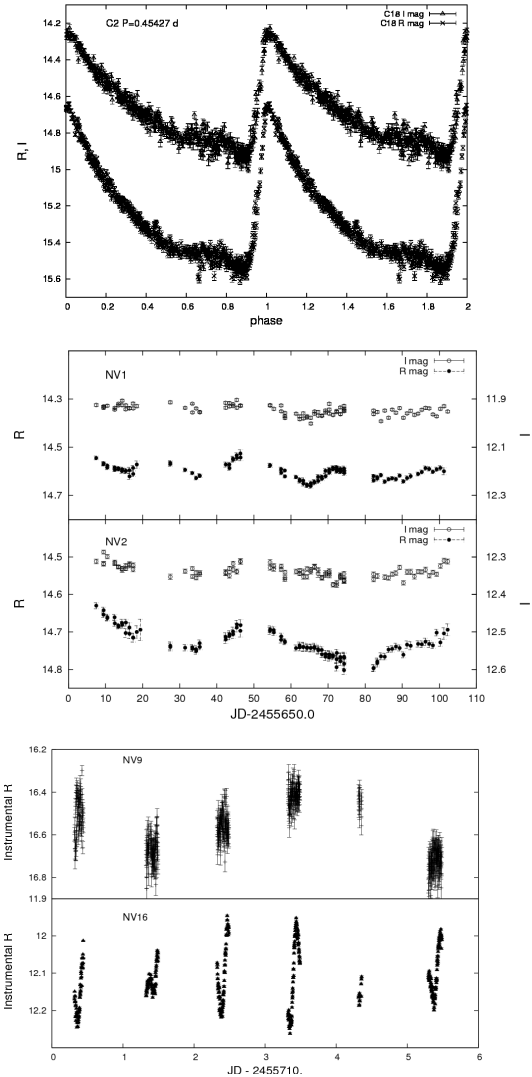 C2 P=0.45427 d
C18 I mag
C18 R mag
14.2
14.4
14.6
14.8
15
15.2
15.4
15.6
R, I
0 0.2 0.4 0.6 0.8 1.0 1.2 1.4 1.6 1.8 2
phase
NV1
I mag
R mag
14.3
14.5
14.7
R
11.9
12.1
12.2
I
NV2
I mag
R mag
14.5
14.6
14.7
14.8
R
12.3
12.4
12.5
12.6
I
0 10 20 30 40 50 60 70 80 90 100 110
JD-2455650.0
NV9
16.2
16.4
16.6
16.8
11.9
Instrumental R
NV16
12
12.1
12.2
Instrumental R
0 1 2 3 4 5 6
JD - 2455710.